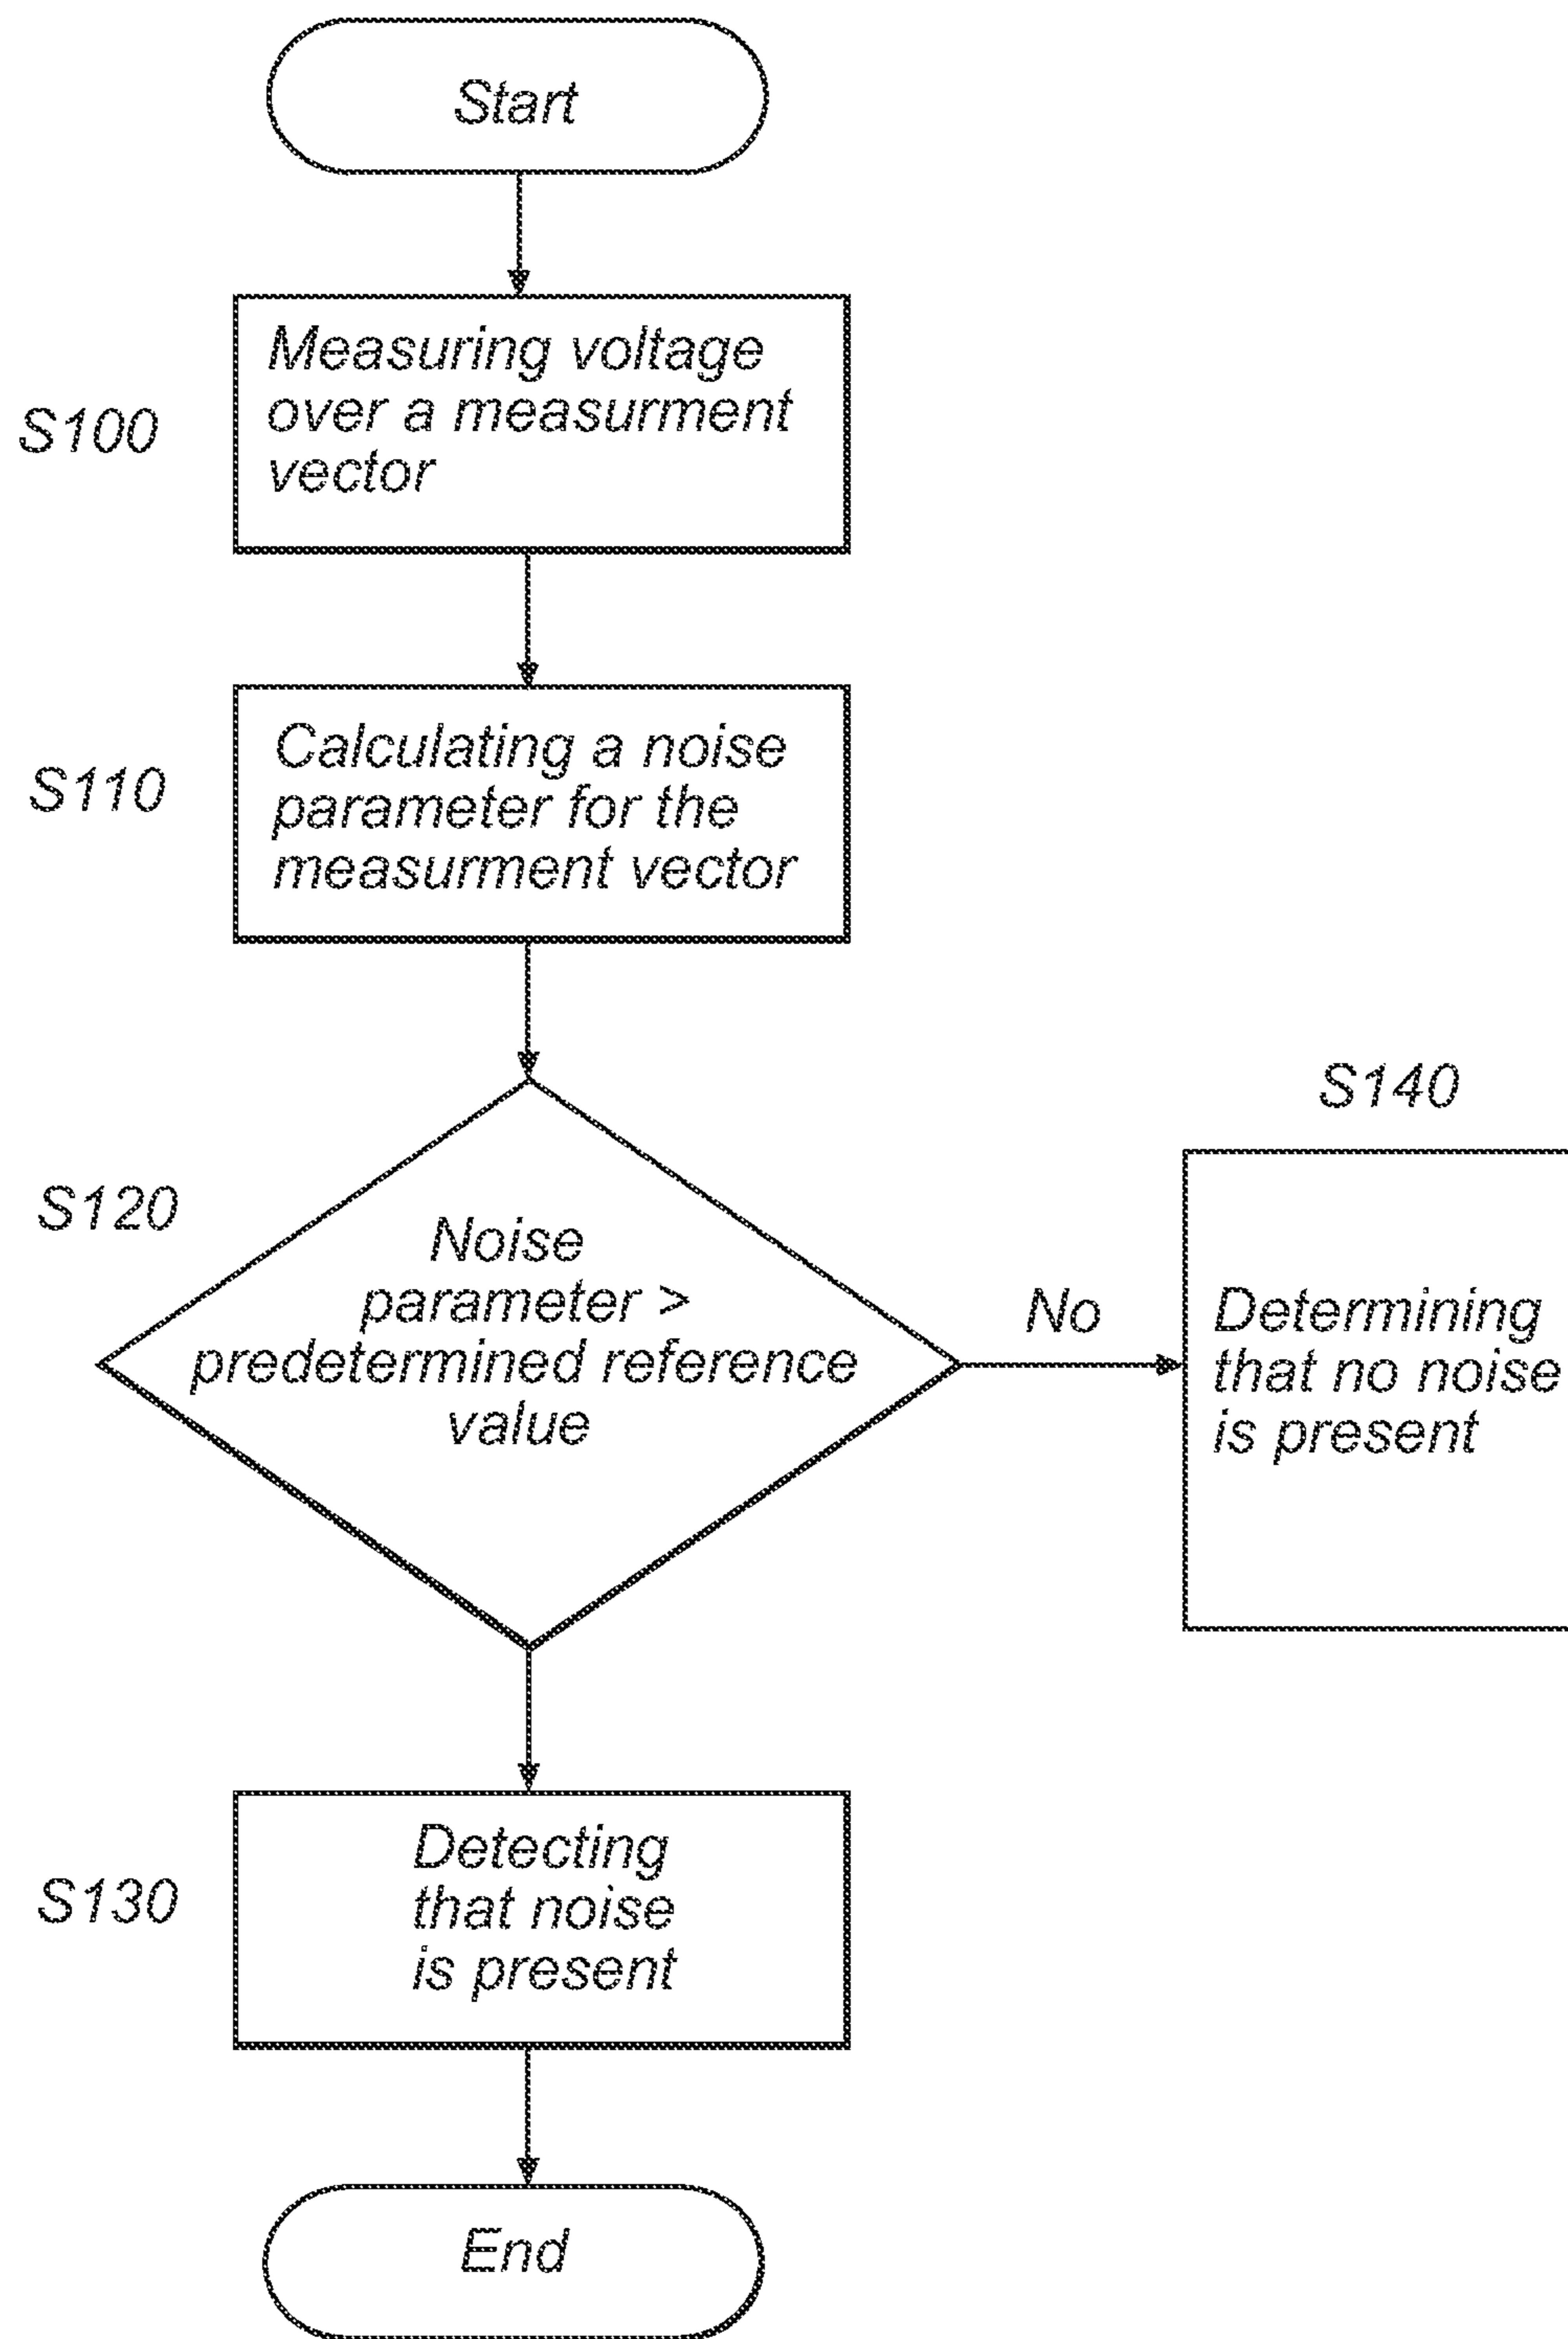 Start
S100
Measuring voltage
over a measurment
vector
S110
Calculating a noise
parameter for the
measurment vector
S120
Noise
parameter >
predetermined reference
value
No
S140
Determining
that no noise
is present
S130
Detecting
that noise
is present
End